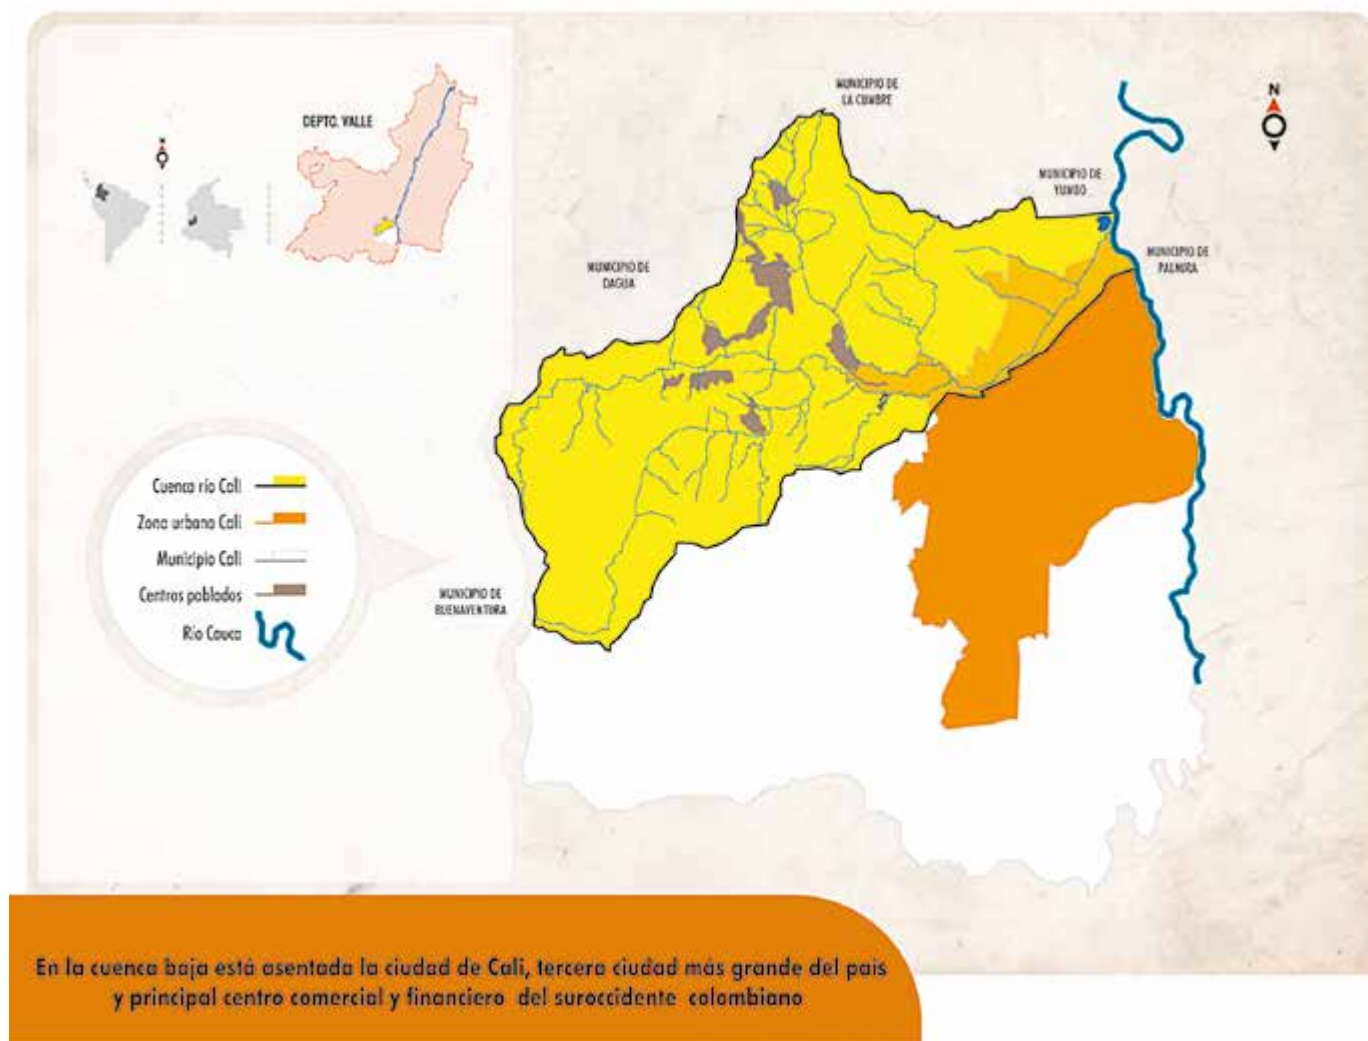 MUNICIPIO DE
LA CUMBRE
N
DEPTO. VALLE
N
MUNICIPIO DE
YUMBO
MUNICIPIO DE
PALMIRA
MUNICIPIO DE
DAGUA
Cuenca río Cali
Zona urbana Cali
Municipio Cali
Centros poblados
Río Cauca
MUNICIPIO DE
BUENAVENTURA
En la cuenca baja está asentada la ciudad de Cali, tercera ciudad más grande del país
y principal centro comercial y financiero del suroccidente colombiano